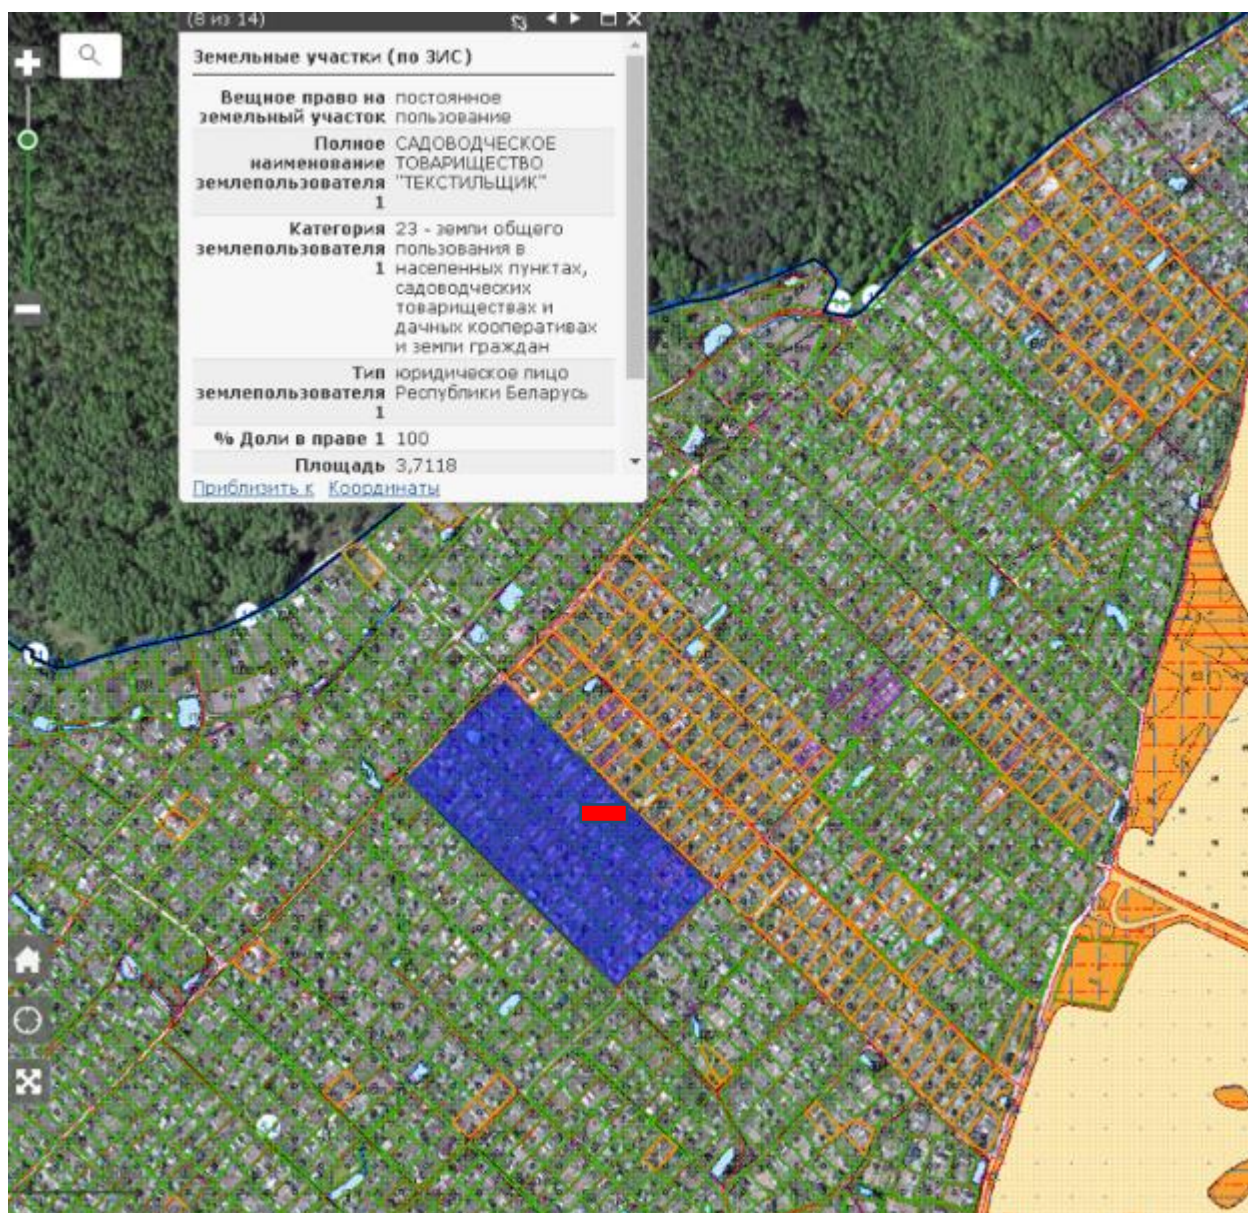 (8 из 14)
Земельные участки (по ЗИС)
Вещное право на постоянное
земельный участок пользование
Полное САДОВОДЧЕСКОЕ
наименование ТОВАРИЩЕСТВО
землепользователя "ТЕКСТИЛЬЩИК"
1
Категория 23 - земли общего
землепользователя пользования в
1 населенных пунктах,
садоводческих
товариществах и
дачных кооперативах
и земли граждан
Тип юридическое лицо
землепользователя Республики Беларусь
1
% Доли в праве 1 100
Площадь 3,7118
Приблизить к Координаты